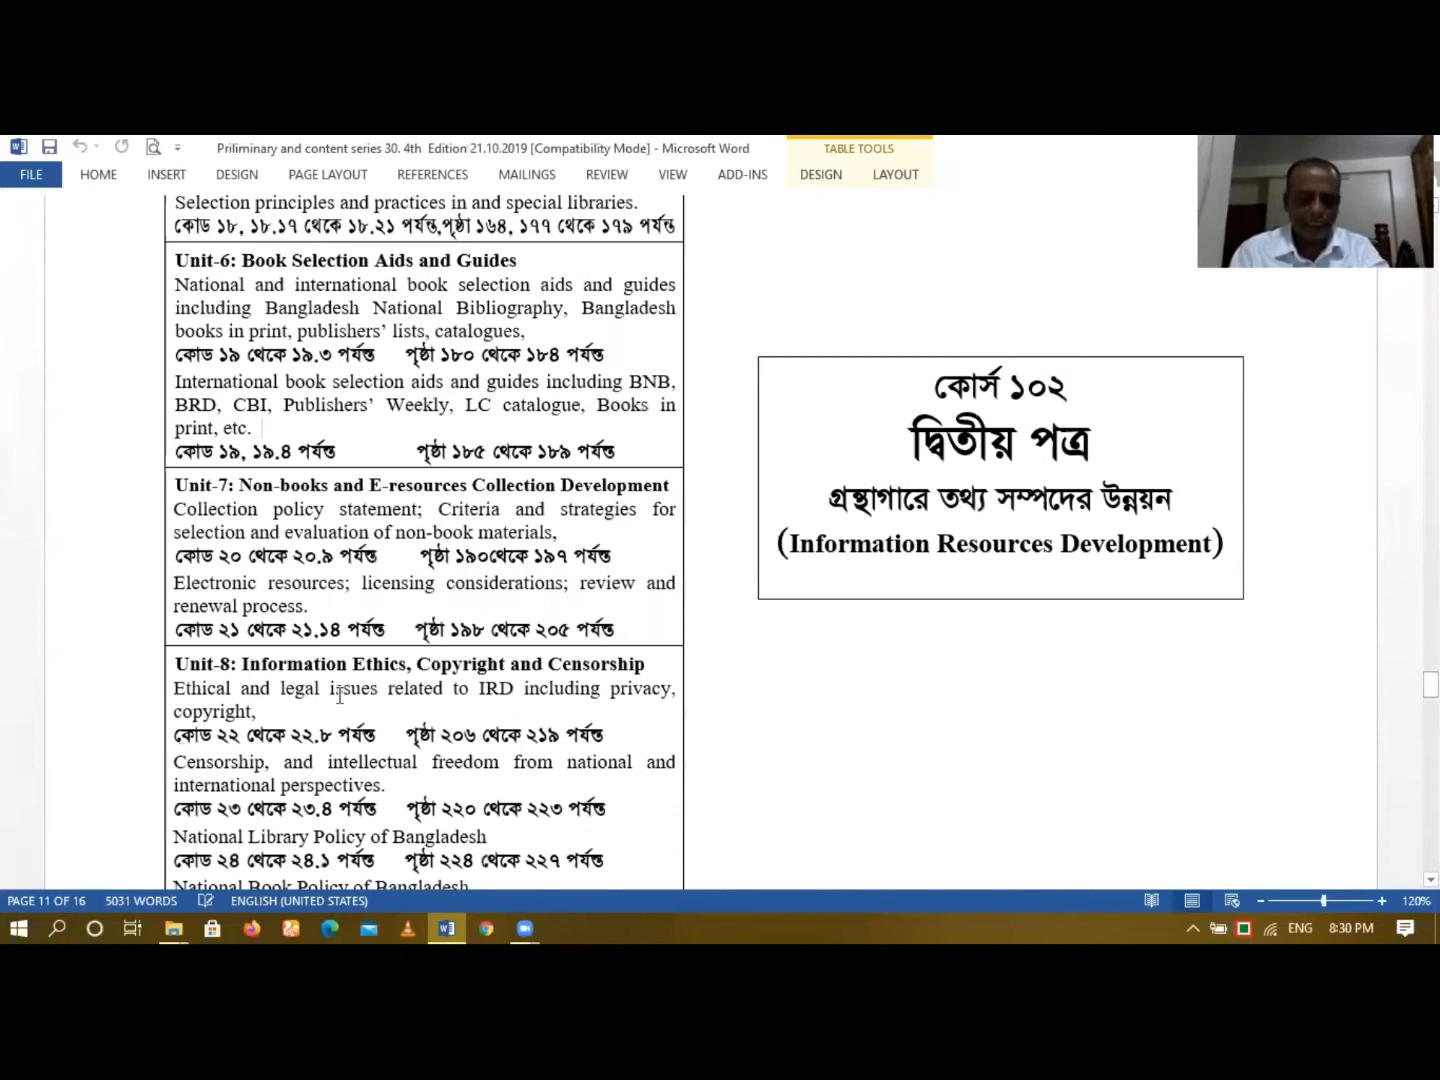 Priliminary and content series 30. 4th Edition 21.10.2019 [Compatibility Mode] - Microsoft Word
TABLE TOOLS
FILE HOME INSERT DESIGN PAGE LAYOUT REFERENCES MAILINGS REVIEW VIEW ADD-INS DESIGN LAYOUT
Selection principles and practices in and special libraries.
কোড ১৮, ১৮.১৭ থেকে ১৮.২১ পর্যন্ত,পৃষ্ঠা ১৬৪, ১৭৭ থেকে ১৭৯ পর্যন্ত
Unit-6: Book Selection Aids and Guides
National and international book selection aids and guides
including Bangladesh National Bibliography, Bangladesh
books in print, publishers’ lists, catalogues,
কোড ১৯ থেকে ১৯.৩ পর্যন্ত পৃষ্ঠা ১৮০ থেকে ১৮৪ পর্যন্ত
International book selection aids and guides including BNB,
BRD, CBI, Publishers’ Weekly, LC catalogue, Books in
print, etc.
কোড ১৯, ১৯.৪ পর্যন্ত পৃষ্ঠা ১৮৫ থেকে ১৮৯ পর্যন্ত
Unit-7: Non-books and E-resources Collection Development
Collection policy statement; Criteria and strategies for
selection and evaluation of non-book materials,
কোড ২০ থেকে ২০.৯ পর্যন্ত পৃষ্ঠা ১৯০থেকে ১৯৭ পর্যন্ত
Electronic resources; licensing considerations; review and
renewal process.
কোড ২১ থেকে ২১.১৪ পর্যন্ত পৃষ্ঠা ১৯৮ থেকে ২০৫ পর্যন্ত
Unit-8: Information Ethics, Copyright and Censorship
Ethical and legal issues related to IRD including privacy,
copyright,
কোড ২২ থেকে ২২.৮ পর্যন্ত পৃষ্ঠা ২০৬ থেকে ২১৯ পর্যন্ত
Censorship, and intellectual freedom from national and
international perspectives.
কোড ২৩ থেকে ২৩.৪ পর্যন্ত পৃষ্ঠা ২২০ থেকে ২২৩ পর্যন্ত
National Library Policy of Bangladesh
কোড ২৪ থেকে ২৪.১ পর্যন্ত পৃষ্ঠা ২২৪ থেকে ২২৭ পর্যন্ত
National Book Policy of Bangladesh
কোর্স ১০২
দ্বিতীয় পত্র
গ্রন্থাগারে তথ্য সম্পদের উন্নয়ন
(Information Resources Development)
PAGE 11 OF 16 5031 WORDS ENGLISH (UNITED STATES) 120%
ENG 8:30 PM